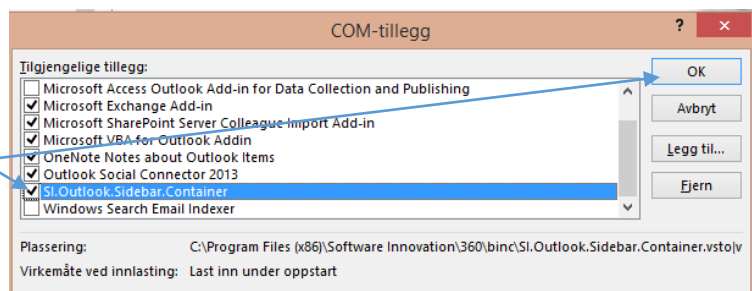 COM-tillegg
?
×
Tilgjengelige tillegg:
Microsoft Access Outlook Add-in for Data Collection and Publishing
Microsoft Exchange Add-in
Microsoft SharePoint Server Colleague Import Add-in
Microsoft VBA for Outlook Addin
OneNote Notes about Outlook Items
Outlook Social Connector 2013
SI.Outlook.Sidebar.Container
Windows Search Email Indexer
OK
Avbryt
Legg til...
Fjern
Plassering: C:\Program Files (x86)\Software Innovation\360\binc\SI.Outlook.Sidebar.Container.vsto|v
Virkemåte ved innlasting: Last inn under oppstart